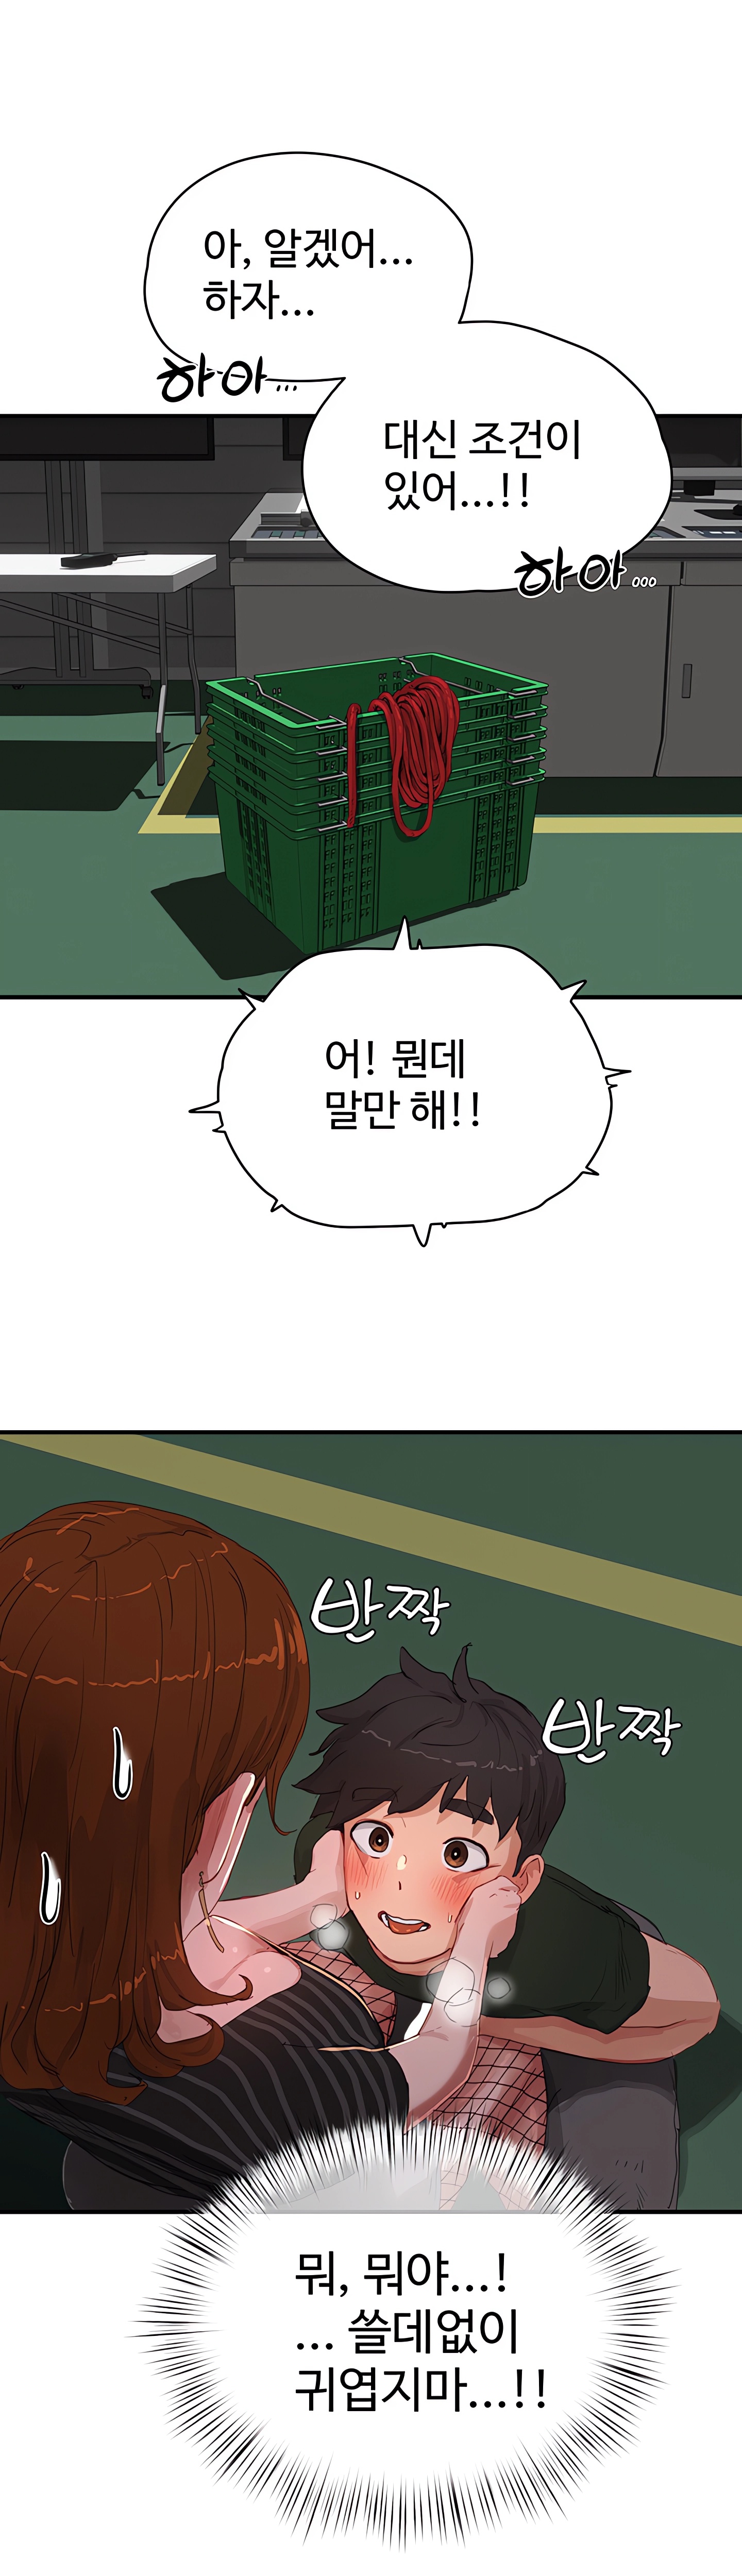 아, 알겠어...
하자...
하아...
대신 조건이
있어...!!
하아...
어! 뭔데
말만 해!!
반짝
반짝
뭐, 뭐야...!
... 쓸데없이
귀엽지마...!!